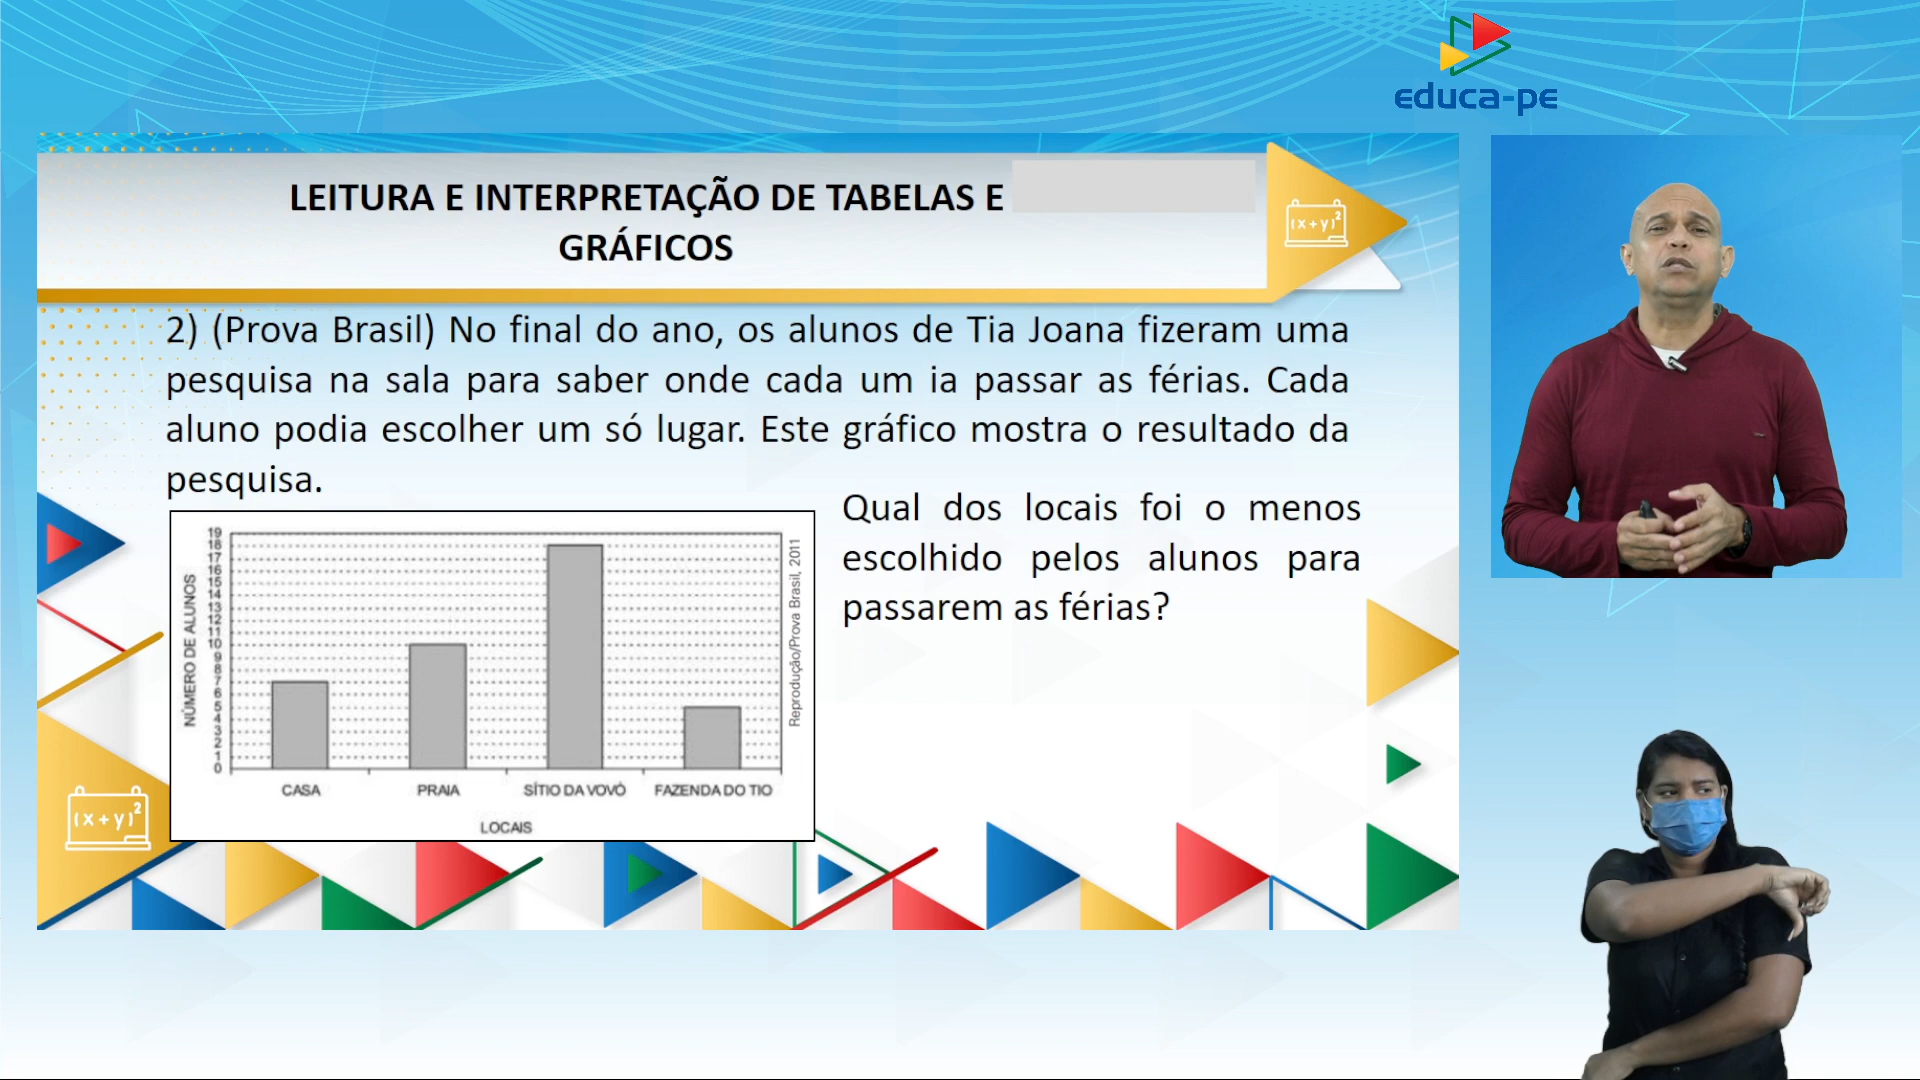 educa-pe
LEITURA E INTERPRETAÇÃO DE TABELAS E
GRÁFICOS
(x+y)²
2) (Prova Brasil) No final do ano, os alunos de Tia Joana fizeram uma
pesquisa na sala para saber onde cada um ia passar as férias. Cada
aluno podia escolher um só lugar. Este gráfico mostra o resultado da
pesquisa.
Qual dos locais foi o menos
escolhido pelos alunos para
passarem as férias?
NÚMERO DE ALUNOS
19
18
17
16
15
14
13
12
11
10
9
8
7
6
5
4
3
2
1
0
CASA PRAIA SÍTIO DA VOVÓ FAZENDA DO TIO
LOCAIS
Reprodução/Prova Brasil, 2011
(x+y)²